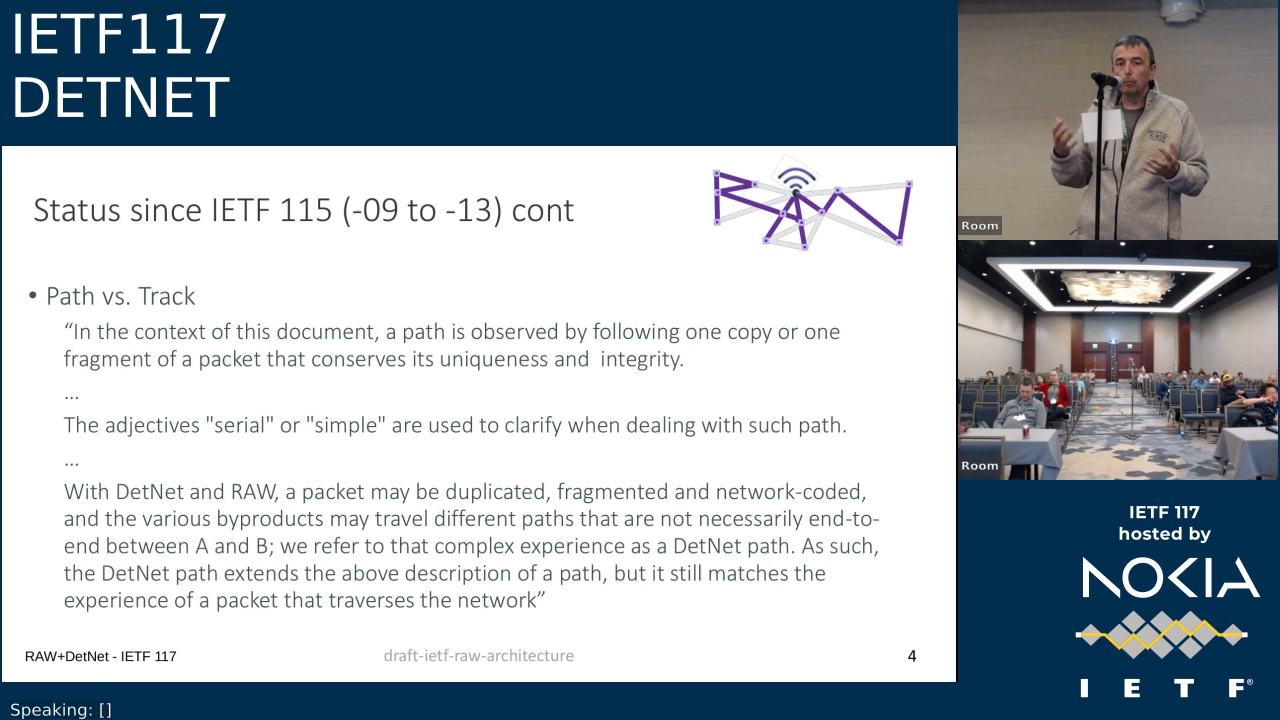 IETF117
DETNET
Status since IETF 115 (-09 to -13) cont
• Path vs. Track
“In the context of this document, a path is observed by following one copy or one
fragment of a packet that conserves its uniqueness and  integrity.
...
The adjectives "serial" or "simple" are used to clarify when dealing with such path.
...
With DetNet and RAW, a packet may be duplicated, fragmented and network-coded,
and the various byproducts may travel different paths that are not necessarily end-to-
end between A and B; we refer to that complex experience as a DetNet path. As such,
the DetNet path extends the above description of a path, but it still matches the
experience of a packet that traverses the network”
RAW+DetNet - IETF 117
draft-ietf-raw-architecture
4
Room
Room
IETF 117
hosted by
NOKIA
I E T F®
Speaking: []